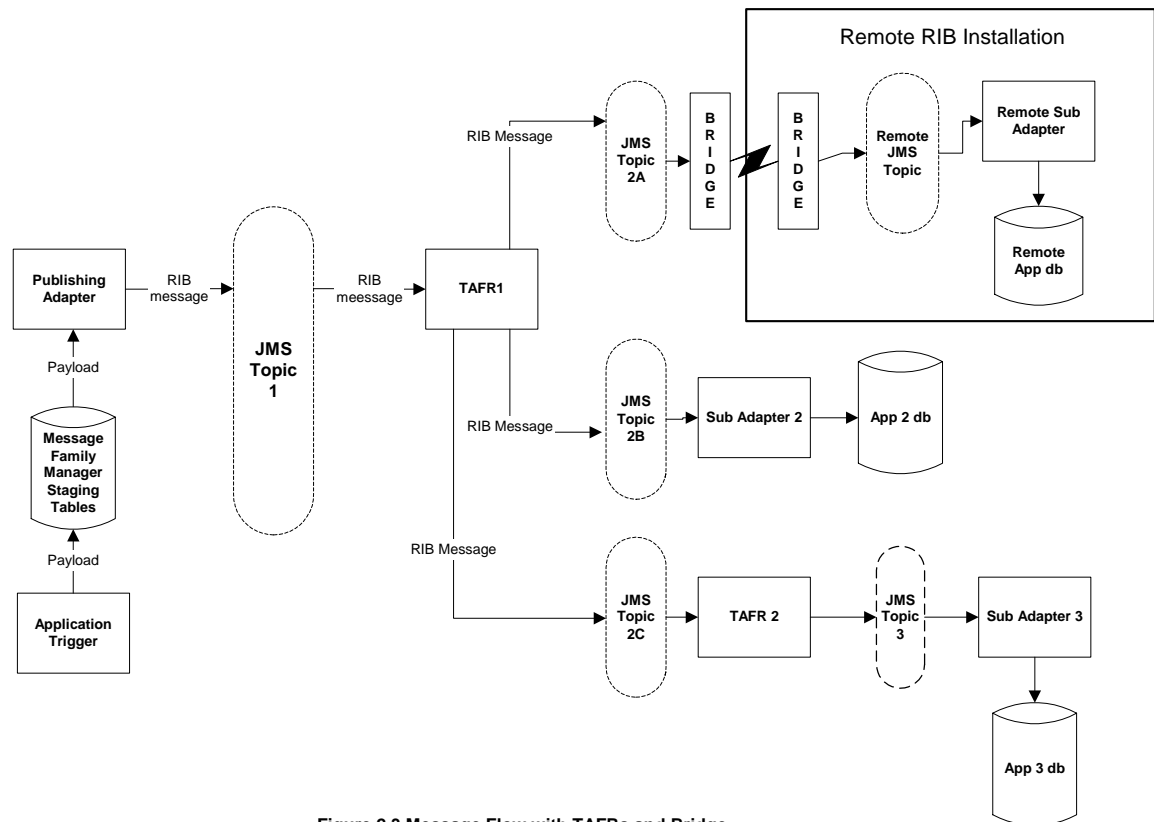 Remote RIB Installation
RIB Message
JMS
Topic
2A
B
R
I
D
G
E
B
R
I
D
G
E
Remote
JMS
Topic
Remote Sub
Adapter
Remote
App db
Publishing
Adapter
RIB
message
JMS
Topic
1
RIB
meessage
TAFR1
Payload
Message
Family
Manager
Staging
Tables
Payload
Application
Trigger
RIB Message
JMS
Topic
2B
Sub Adapter 2
App 2 db
RIB Message
JMS
Topic
2C
TAFR 2
JMS
Topic
3
Sub Adapter 3
App 3 db